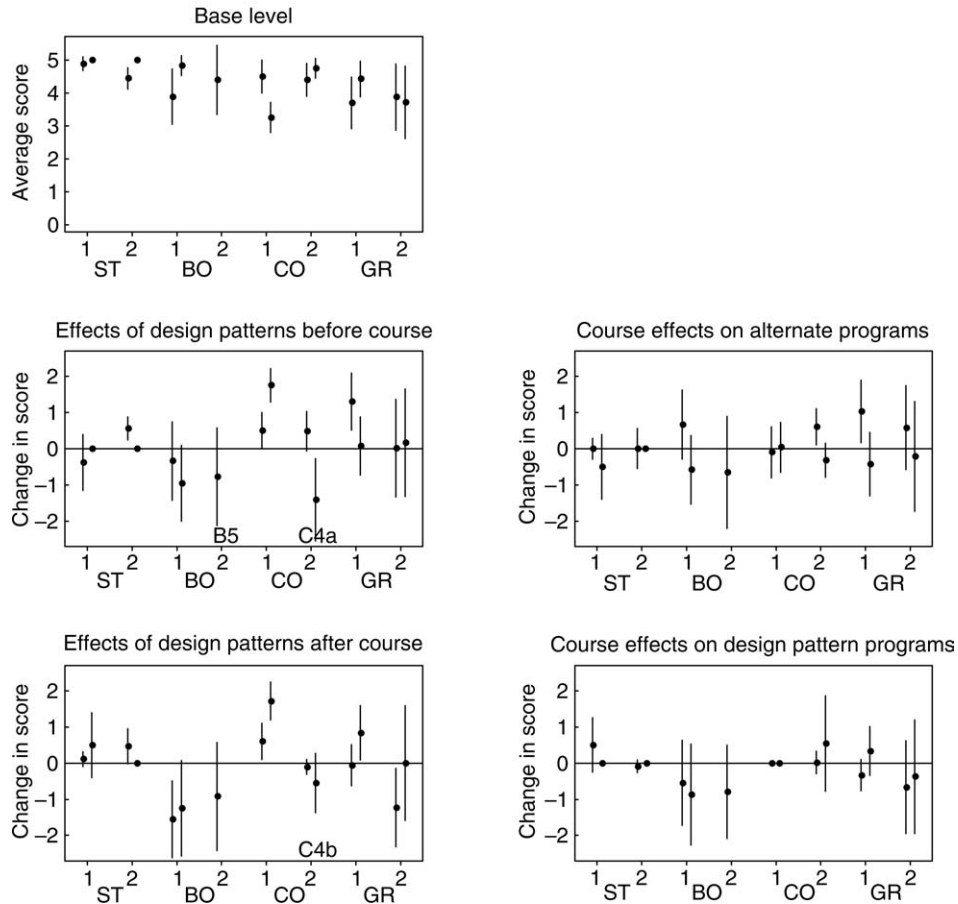 Base level
Average score
5
4
3
2
1
0
1 2 1 2 1 2 1 2
ST BO CO GR
Effects of design patterns before course
Change in score
2
1
0
−1
−2
B5 C4a
1 2 1 2 1 2 1 2
ST BO CO GR
Course effects on alternate programs
Change in score
2
1
0
−1
−2
1 2 1 2 1 2 1 2
ST BO CO GR
Effects of design patterns after course
Change in score
2
1
0
−1
−2
C4b
1 2 1 2 1 2 1 2
ST BO CO GR
Course effects on design pattern programs
Change in score
2
1
0
−1
−2
1 2 1 2 1 2 1 2
ST BO CO GR